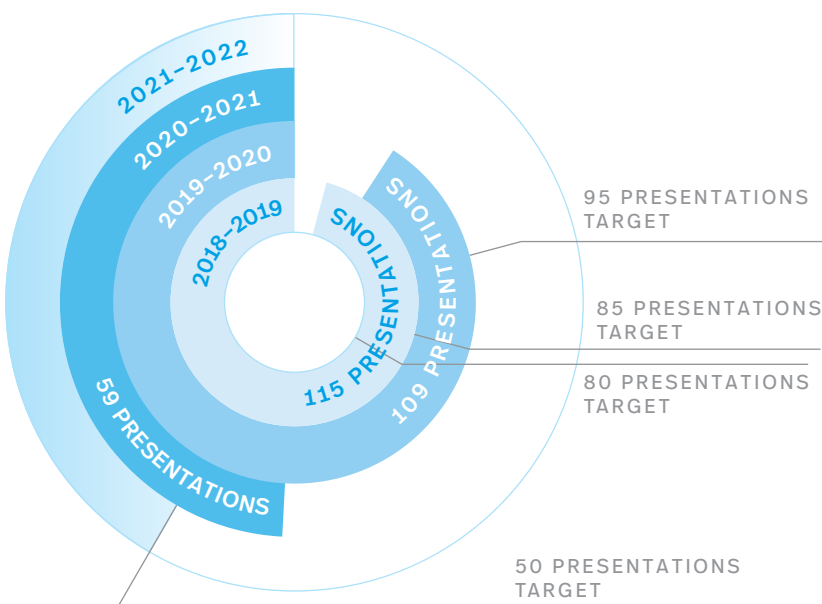 2021–2022
2020–2021
2019–2020
2018–2019
115 PRESENTATIONS
109 PRESENTATIONS
59 PRESENTATIONS
95 PRESENTATIONS
TARGET
85 PRESENTATIONS
TARGET
80 PRESENTATIONS
TARGET
50 PRESENTATIONS
TARGET